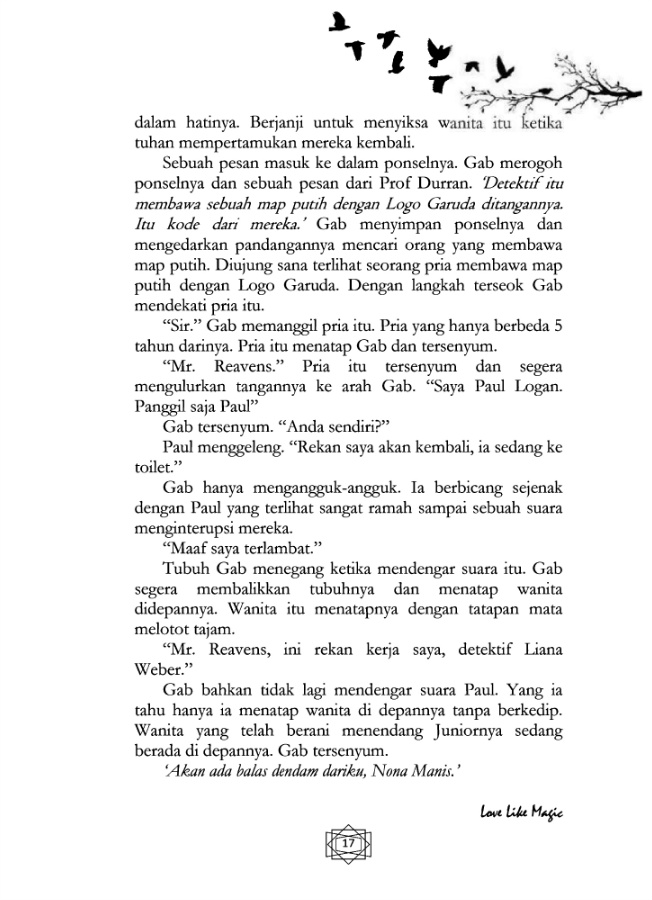 dalam hatinya. Berjanji untuk menyiksa wanita itu ketika
tuhan mempertamukan mereka kembali.
Sebuah pesan masuk ke dalam ponselnya. Gab merogoh
ponselnya dan sebuah pesan dari Prof Durran. ‘Detektif itu
membawa sebuah map putih dengan Logo Garuda ditangannya.
Itu kode dari mereka.’ Gab menyimpan ponselnya dan
mengedarkan pandangannya mencari orang yang membawa
map putih. Diujung sana terlihat seorang pria membawa map
putih dengan Logo Garuda. Dengan langkah terseok Gab
mendekati pria itu.
“Sir.” Gab memanggil pria itu. Pria yang hanya berbeda 5
tahun darinya. Pria itu menatap Gab dan tersenyum.
“Mr. Reavens.” Pria itu tersenyum dan segera
mengulurkan tangannya ke arah Gab. “Saya Paul Logan.
Panggil saja Paul”
Gab tersenyum. “Anda sendiri?”
Paul menggeleng. “Rekan saya akan kembali, ia sedang ke
toilet.”
Gab hanya mengangguk-angguk. Ia berbicang sejenak
dengan Paul yang terlihat sangat ramah sampai sebuah suara
menginterupsi mereka.
“Maaf saya terlambat.”
Tubuh Gab menegang ketika mendengar suara itu. Gab
segera membalikkan tubuhnya dan menatap wanita
didepannya. Wanita itu menatapnya dengan tatapan mata
melotot tajam.
“Mr. Reavens, ini rekan kerja saya, detektif Liana
Weber.”
Gab bahkan tidak lagi mendengar suara Paul. Yang ia
tahu hanya ia menatap wanita di depannya tanpa berkedip.
Wanita yang telah berani menendang Juniornya sedang
berada di depannya. Gab tersenyum.
‘Akan ada balas dendam dariku, Nona Manis.’
Love Like Magic
17